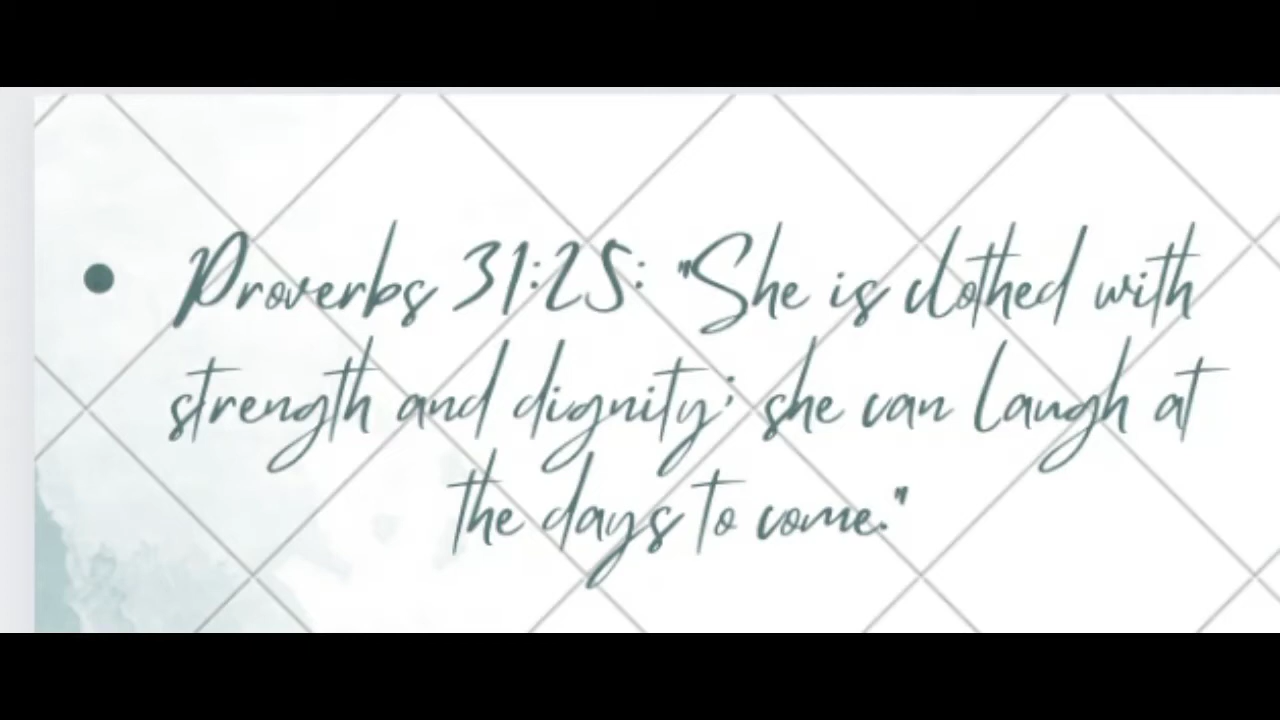 • Proverbs 31:25: "She is clothed with
strength and dignity; she can laugh at
the days to come."